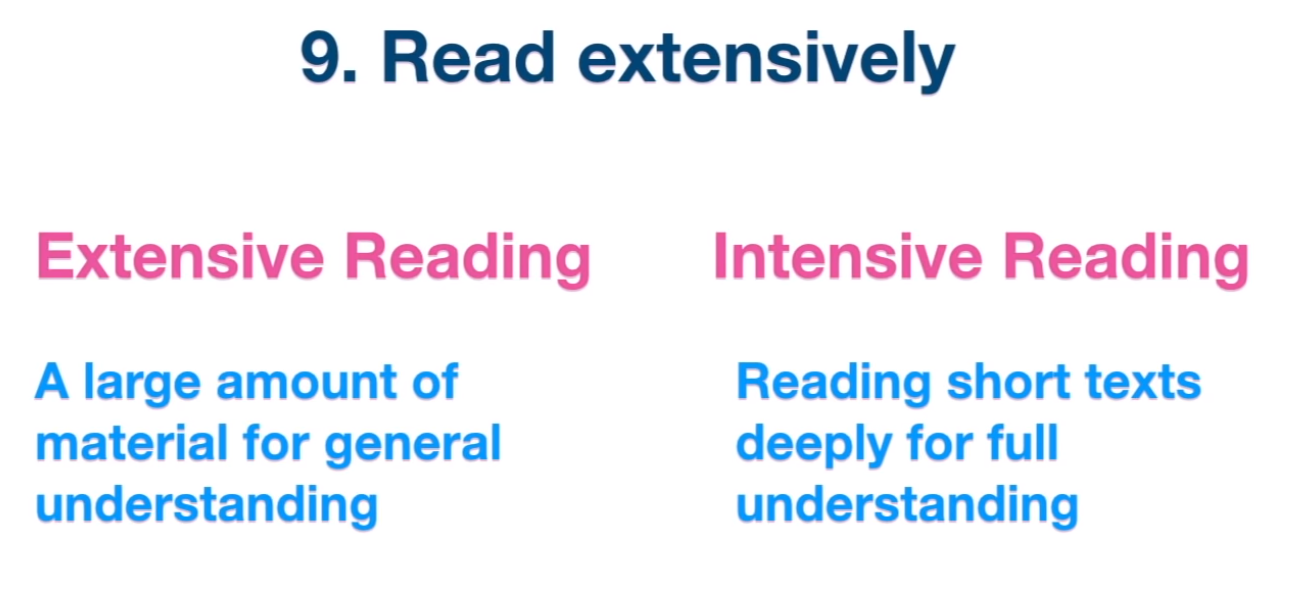 9. Read extensively
Extensive Reading
A large amount of
material for general
understanding
Intensive Reading
Reading short texts
deeply for full
understanding